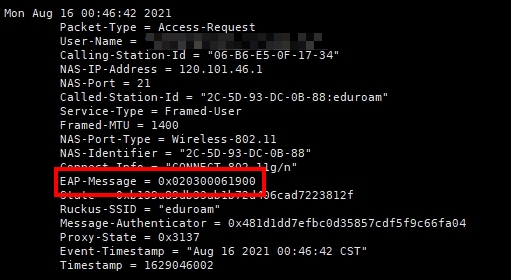 Mon Aug 16 00:46:42 2021
Packet-Type = Access-Request
User-Name =
Calling-Station-Id = "06-B6-E5-0F-17-34"
NAS-IP-Address = 120.101.46.1
NAS-Port = 21
Called-Station-Id = "2C-5D-93-DC-0B-88:eduroam"
Service-Type = Framed-User
Framed-MTU = 1400
NAS-Port-Type = Wireless-802.11
NAS-Identifier = "2C-5D-93-DC-0B-88"
Connect-Info = "CONNECT 802.11g/n"
EAP-Message = 0x020300061900
State =
Ruckus-SSID = "eduroam"
Message-Authenticator = 0x481d1dd7efbc0d35857cdf5f9c66fa04
Proxy-State = 0x3137
Event-Timestamp = "Aug 16 2021 00:46:42 CST"
Timestamp = 1629046002